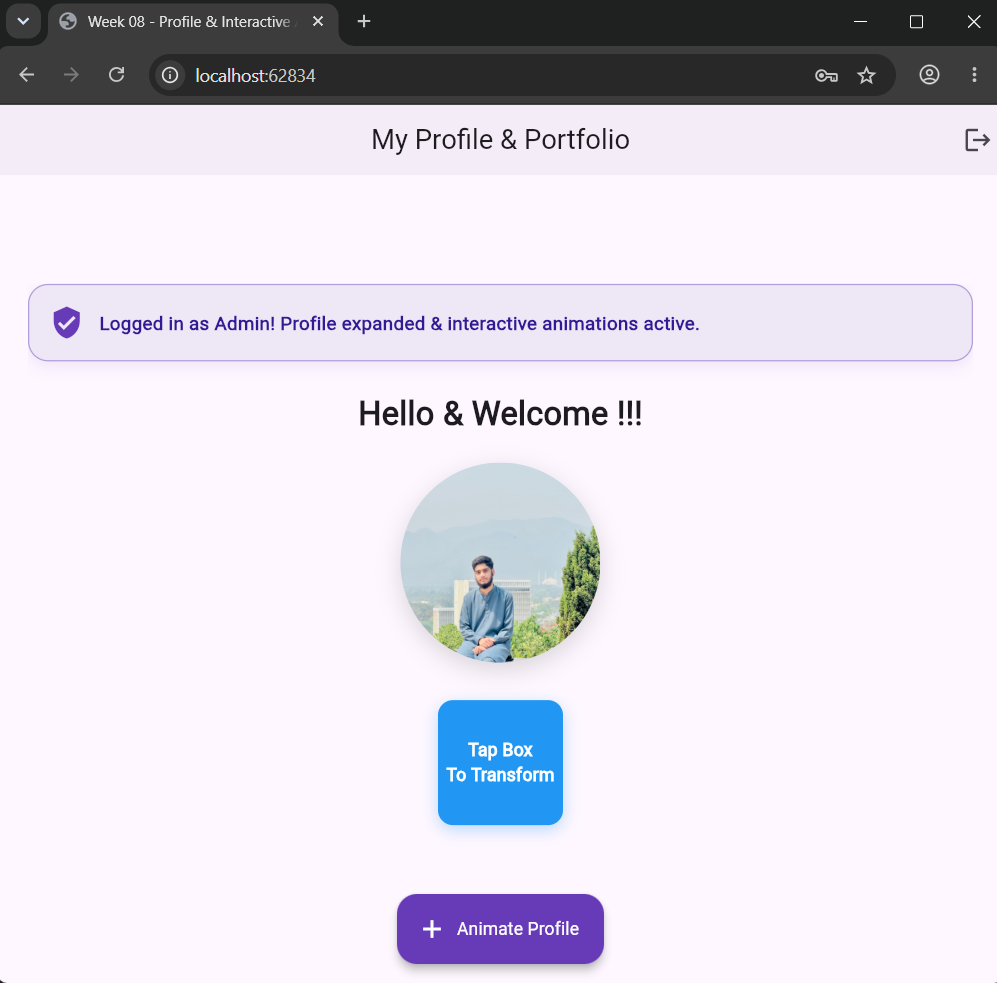 Week 08 - Profile & Interactive
localhost:62834
My Profile & Portfolio
Logged in as Admin! Profile expanded & interactive animations active.
Hello & Welcome !!!
Tap Box
To Transform
Animate Profile